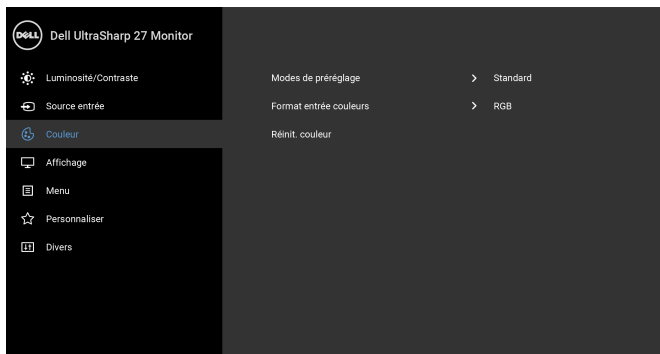 DELL
Dell UltraSharp 27 Monitor
Luminosité/Contraste
Modes de préréglage
Standard
Source entrée
Format entrée couleurs
RGB
Couleur
Réinit. couleur
Affichage
Menu
Personnaliser
Divers